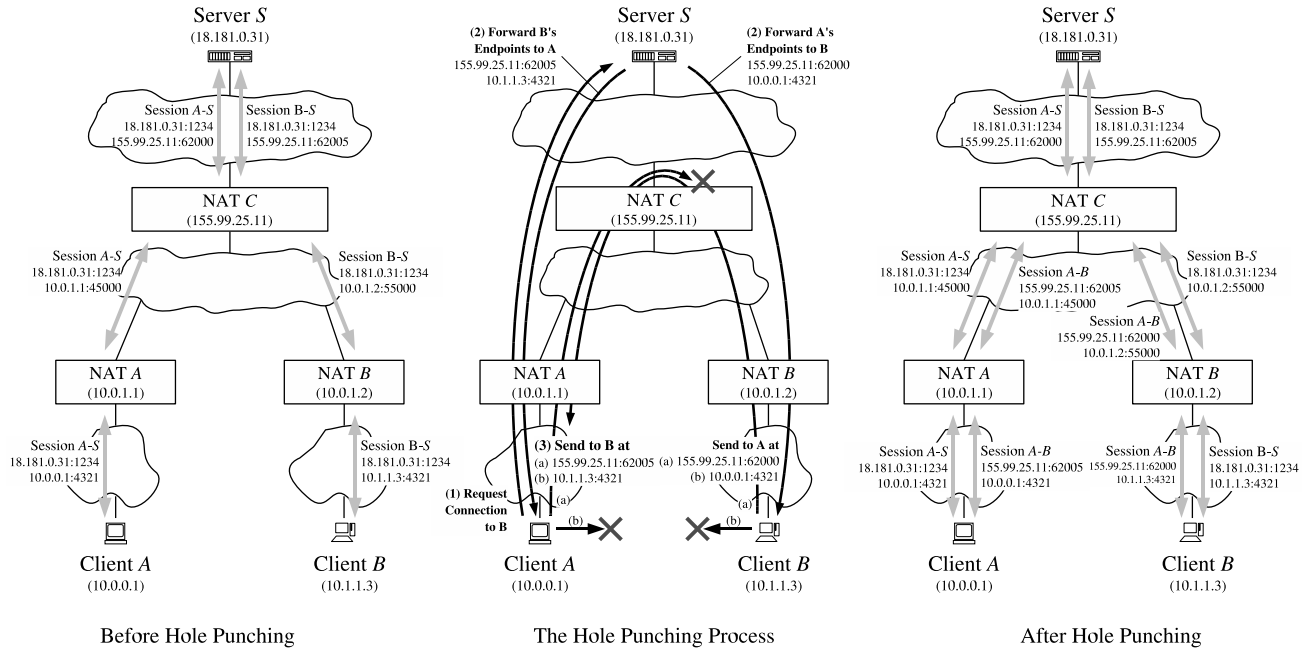 Server S
(18.181.0.31)
Session A-S
18.181.0.31:1234
155.99.25.11:62000
Session B-S
18.181.0.31:1234
155.99.25.11:62005
NAT C
(155.99.25.11)
Session A-S
18.181.0.31:1234
10.0.1.1:45000
Session B-S
18.181.0.31:1234
10.0.1.2:55000
NAT A
(10.0.1.1)
NAT B
(10.0.1.2)
Session A-S
18.181.0.31:1234
10.0.0.1:4321
Session B-S
18.181.0.31:1234
10.1.1.3:4321
Client A
(10.0.0.1)
Client B
(10.1.1.3)
Before Hole Punching
Server S
(18.181.0.31)
(2) Forward B's
Endpoints to A
155.99.25.11:62005
10.1.1.3:4321
(2) Forward A's
Endpoints to B
155.99.25.11:62000
10.0.0.1:4321
NAT C
(155.99.25.11)
NAT A
(10.0.1.1)
NAT B
(10.0.1.2)
(3) Send to B at
(a) 155.99.25.11:62005
(b) 10.1.1.3:4321
Send to A at
(a) 155.99.25.11:62000
(b) 10.0.0.1:4321
(1) Request
Connection
to B
(a)
(b)
(a)
(b)
Client A
(10.0.0.1)
Client B
(10.1.1.3)
The Hole Punching Process
Server S
(18.181.0.31)
Session A-S
18.181.0.31:1234
155.99.25.11:62000
Session B-S
18.181.0.31:1234
155.99.25.11:62005
NAT C
(155.99.25.11)
Session A-S
18.181.0.31:1234
10.0.1.1:45000
Session A-B
155.99.25.11:62005
10.0.1.1:45000
Session B-S
18.181.0.31:1234
10.0.1.2:55000
Session A-B
155.99.25.11:62000
10.0.1.2:55000
NAT A
(10.0.1.1)
NAT B
(10.0.1.2)
Session A-S
18.181.0.31:1234
10.0.0.1:4321
Session A-B
155.99.25.11:62005
10.0.0.1:4321
Session A-B
155.99.25.11:62000
10.1.1.3:4321
Session B-S
18.181.0.31:1234
10.1.1.3:4321
Client A
(10.0.0.1)
Client B
(10.1.1.3)
After Hole Punching